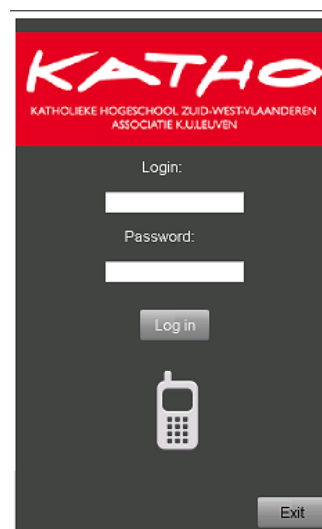 KATHO
KATHOLIEKE HOGESCHOOL ZUID-WEST-VLAANDEREN
ASSOCIATIE K.U.LEUVEN
Login:
Password:
Log in
Exit